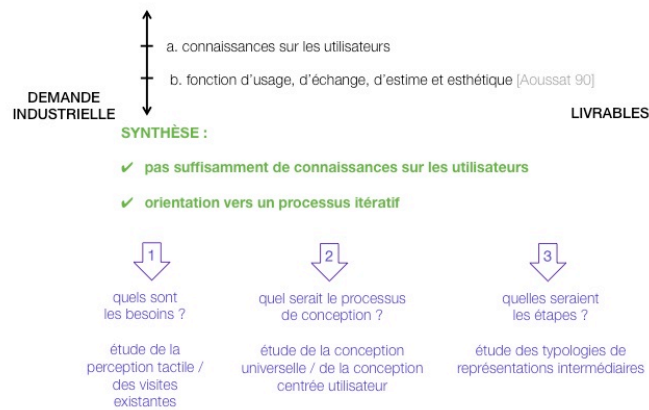 a. connaissances sur les utilisateurs
b. fonction d'usage, d'échange, d'estime et esthétique [Aoussat 90]
DEMANDE
INDUSTRIELLE
LIVRABLES
SYNTHÈSE :
✔ pas suffisamment de connaissances sur les utilisateurs
✔ orientation vers un processus itératif
1
quels sont
les besoins ?
étude de la
perception tactile /
des visites
existantes
2
quel serait le processus
de conception ?
étude de la conception
universelle / de la conception
centrée utilisateur
3
quelles seraient
les étapes ?
étude des typologies de
représentations intermédiaires